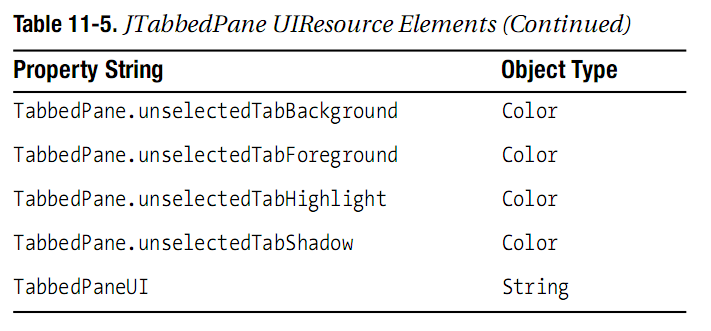 Table 11-5. JTabbedPane UIResource Elements (Continued)
Property String Object Type
TabbedPane.unselectedTabBackground Color
TabbedPane.unselectedTabForeground Color
TabbedPane.unselectedTabHighlight Color
TabbedPane.unselectedTabShadow Color
TabbedPaneUI String